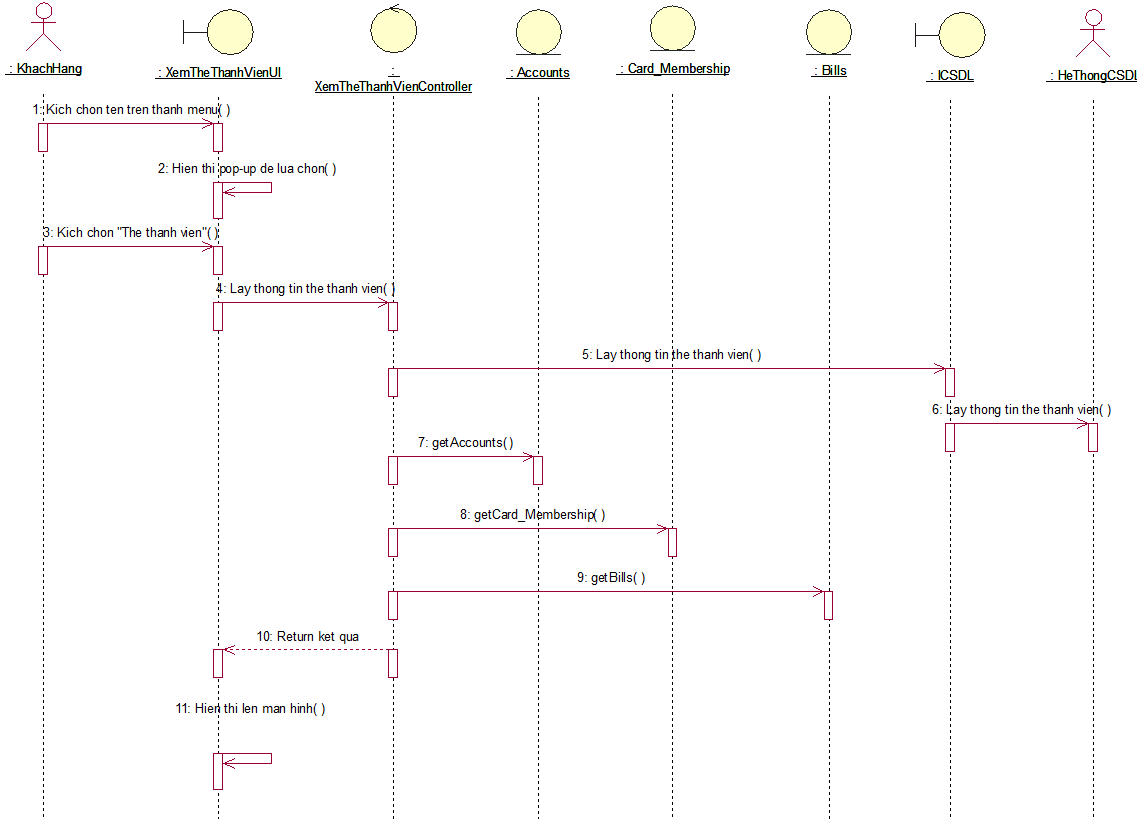 : KhachHang
: XemTheThanhVienUI
:
XemTheThanhVienController
: Accounts
: Card_Membership
: Bills
: ICSDL
: HeThongCSDL
1: Kich chon ten tren thanh menu( )
2: Hien thi pop-up de lua chon( )
3: Kich chon "The thanh vien"( )
4: Lay thong tin the thanh vien( )
5: Lay thong tin the thanh vien( )
6: Lay thong tin the thanh vien( )
7: getAccounts( )
8: getCard_Membership( )
9: getBills( )
10: Return ket qua
11: Hien thi len man hinh( )